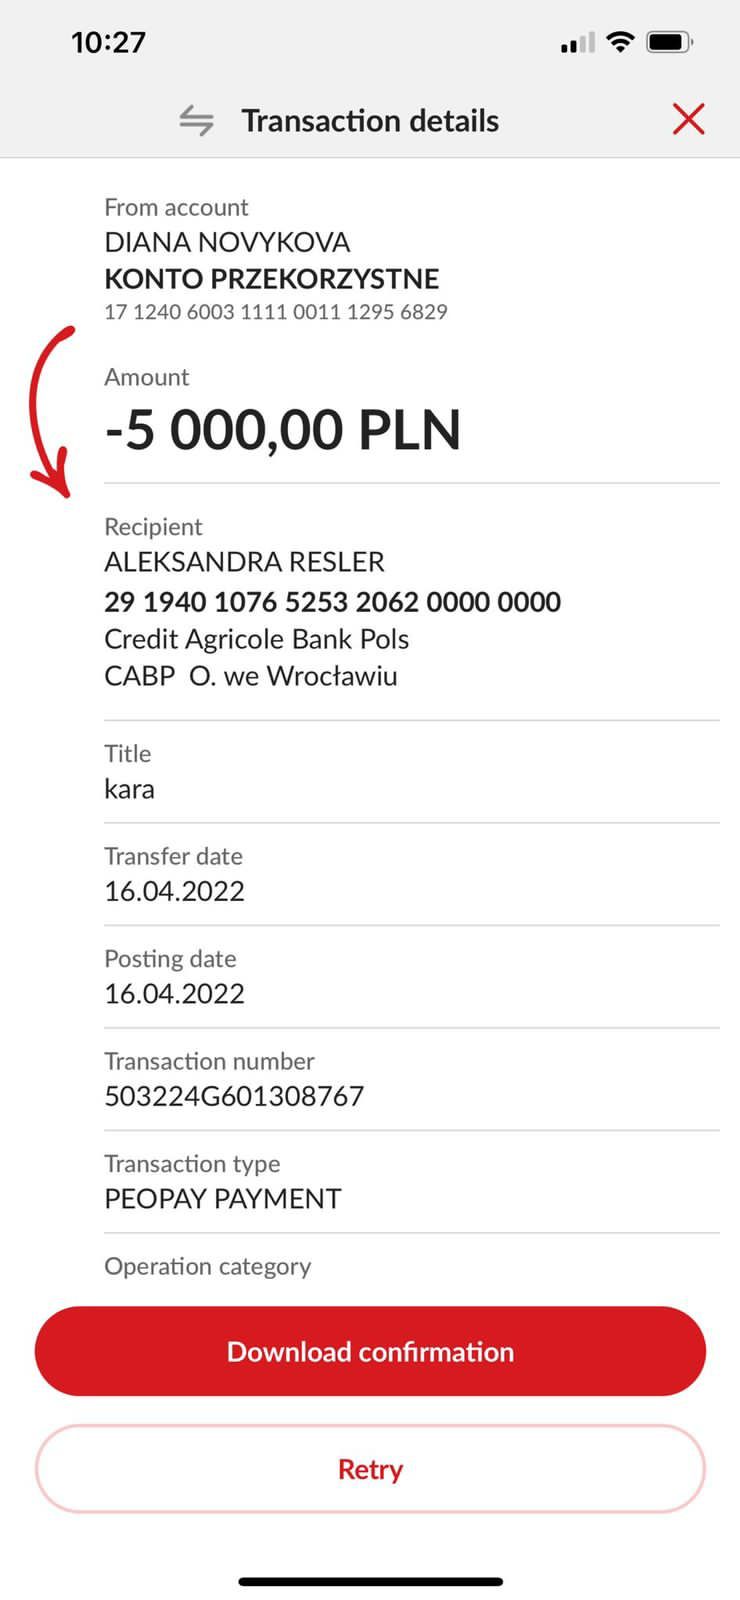 10:27
Transaction details
From account
DIANA NOVYKOVA
KONTO PRZEKORZYSTNE
17 1240 6003 1111 0011 1295 6829
Amount
-5 000,00 PLN
Recipient
ALEKSANDRA RESLER
29 1940 1076 5253 2062 0000 0000
Credit Agricole Bank Pols
CABP  O. we Wrocławiu
Title
kara
Transfer date
16.04.2022
Posting date
16.04.2022
Transaction number
503224G601308767
Transaction type
PEOPAY PAYMENT
Operation category
Download confirmation
Retry